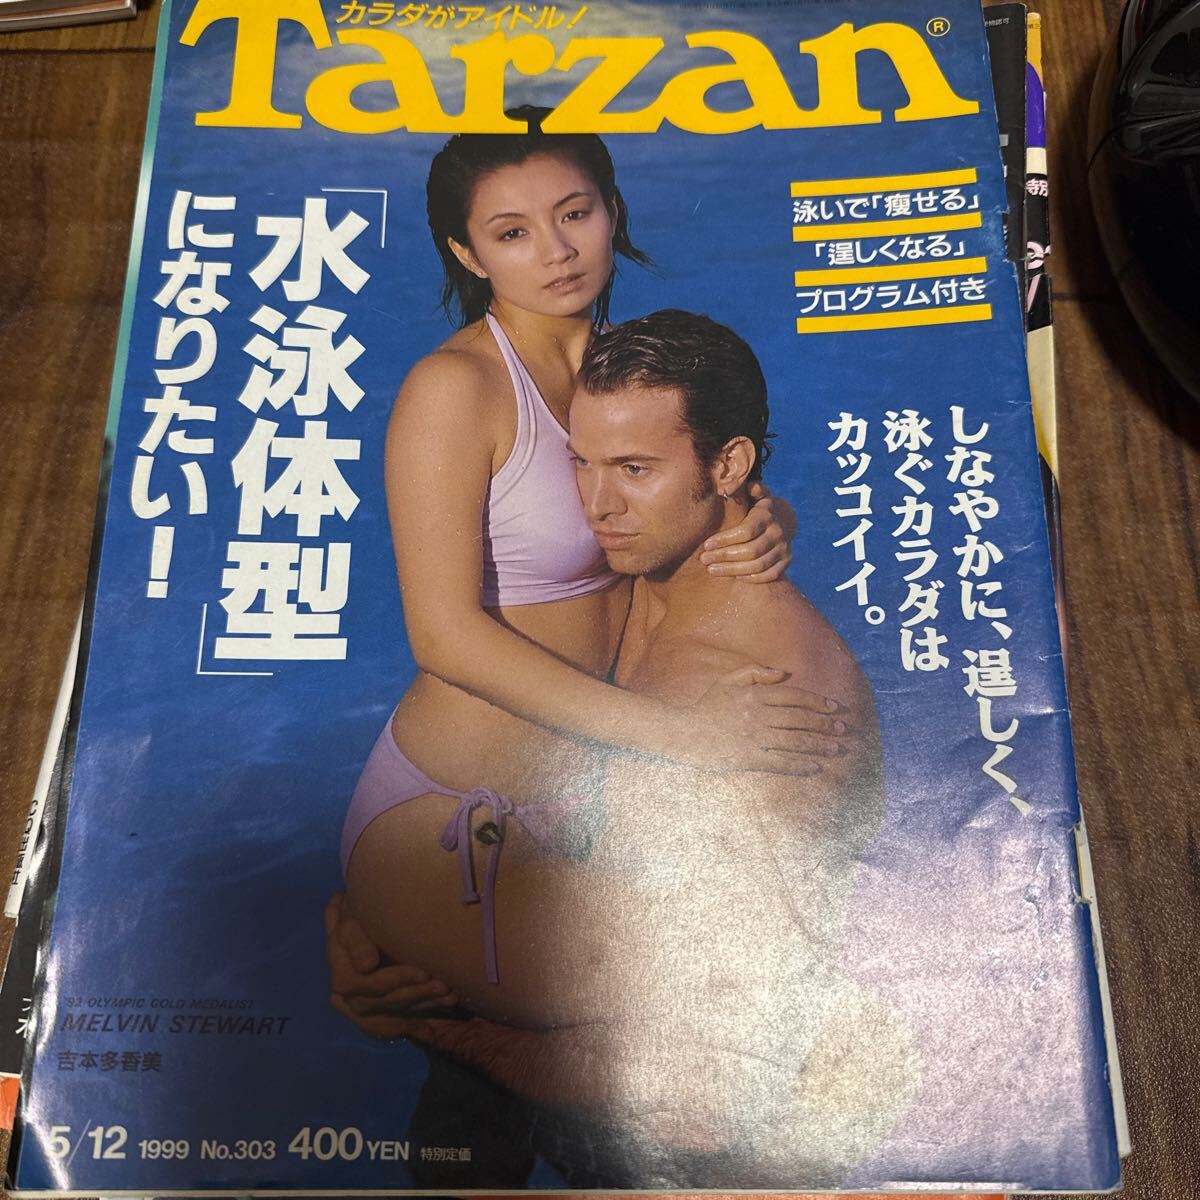 カラダがアイドル!
Tarzan®
泳いで「痩せる」
「逞しくなる」
プログラム付き
「水泳体型」
になりたい!
しなやかに、逞しく、
泳ぐカラダは
カッコイイ。
'92 OLYMPIC GOLD MEDALIST
MELVIN STEWART
吉本多香美
5/12 1999 No.303 400YEN 特別定価